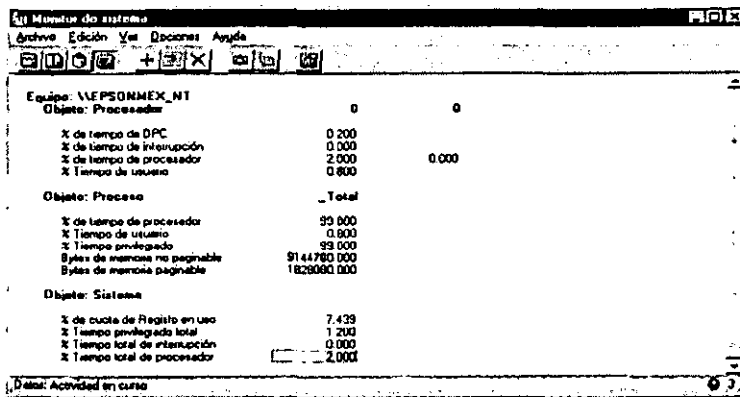 Monitor de sistema
Archivo Edición Ver Opciones Ayuda
Equipo: \\EPSONMEX_NT
Objeto: Procesador 0 0
% de tiempo de DPC 0.200
% de tiempo de interrupción 0.000
% de tiempo de procesador 2.000 0.000
% Tiempo de usuario 0.800
Objeto: Proceso _Total
% de tiempo de procesador 99.800
% Tiempo de usuario 0.800
% Tiempo privilegiado 99.000
Bytes de memoria no paginable 9144780.000
Bytes de memoria paginable 1828080.000
Objeto: Sistema
% de cuota de Registro en uso 7.439
% Tiempo privilegiado total 1.200
% Tiempo total de interrupción 0.000
% Tiempo total de procesador 2.000
Datos: Actividad en curso